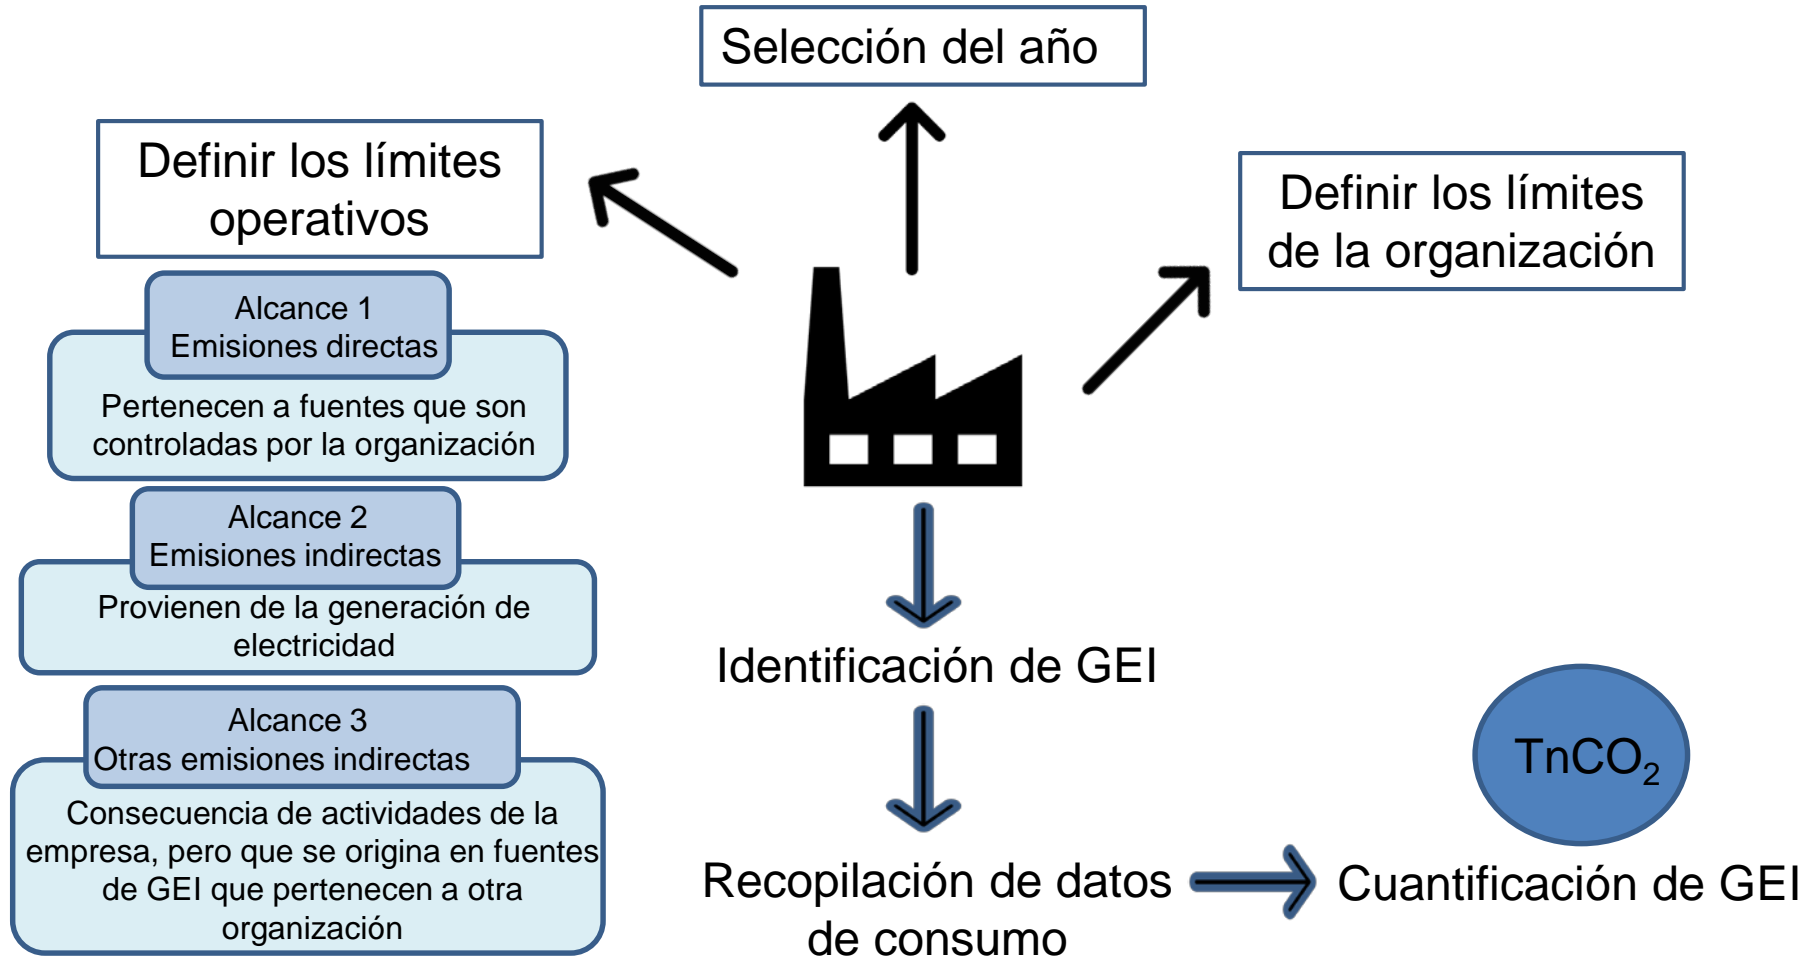 Selección del año
Definir los límites
operativos
Definir los límites
de la organización
Alcance 1
Emisiones directas
Pertenecen a fuentes que son
controladas por la organización
Alcance 2
Emisiones indirectas
Provienen de la generación de
electricidad
Alcance 3
Otras emisiones indirectas
Consecuencia de actividades de la
empresa, pero que se origina en fuentes
de GEI que pertenecen a otra
organización
Identificación de GEI
Recopilación de datos
de consumo
TnCO₂
Cuantificación de GEI